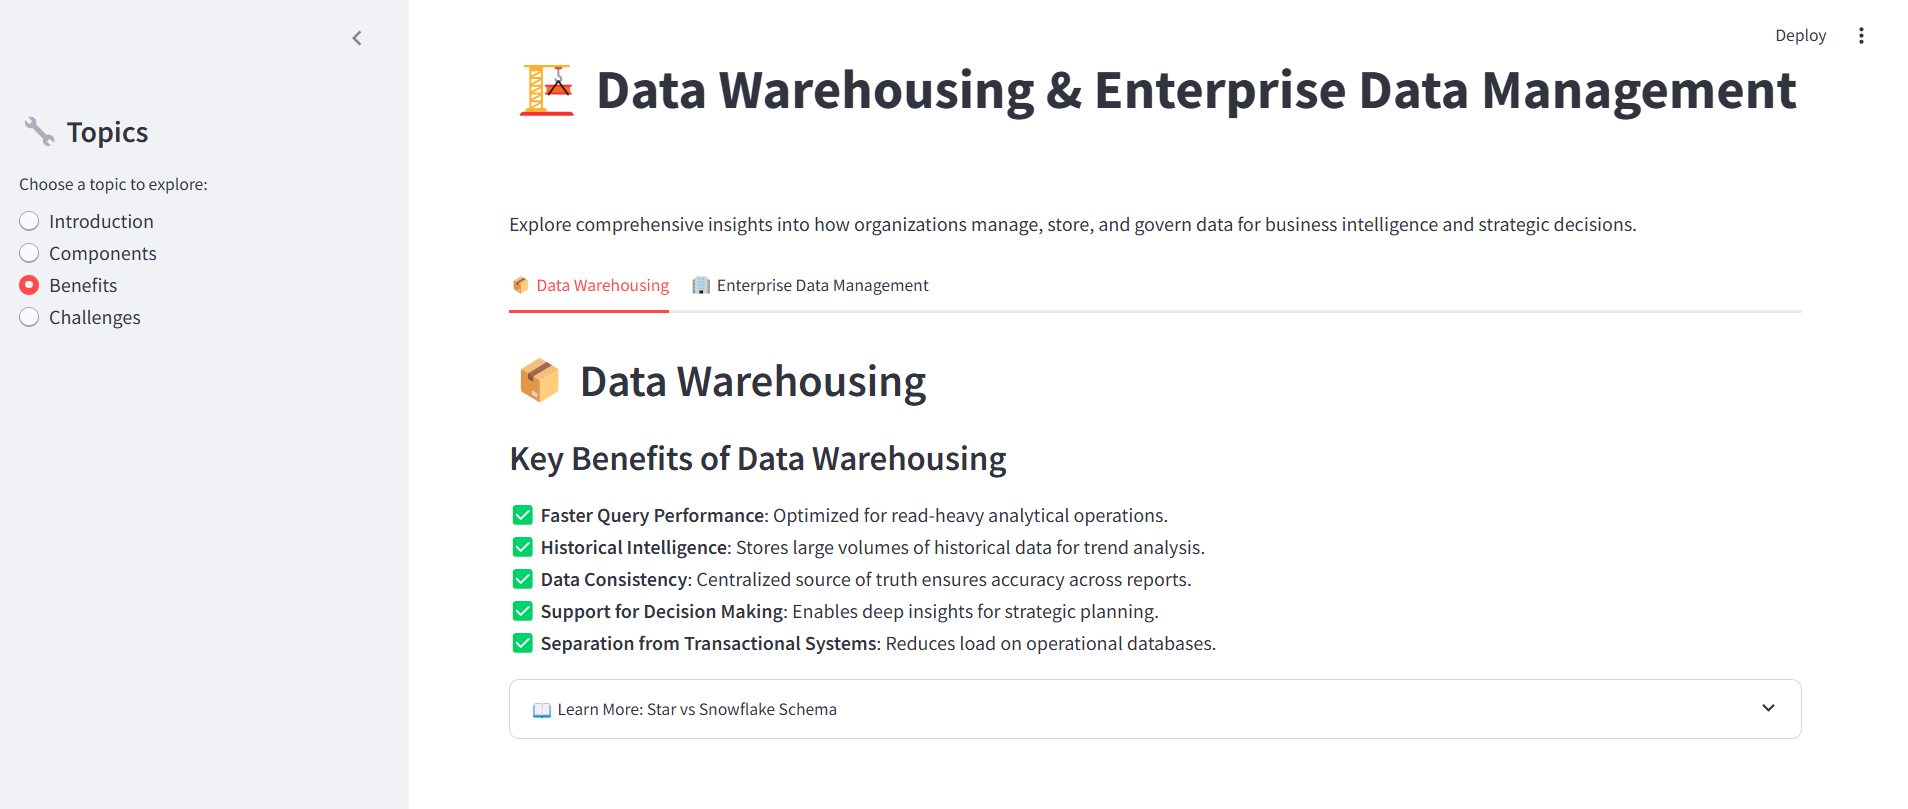 Deploy
Data Warehousing & Enterprise Data Management
Topics
Choose a topic to explore:
Introduction
Components
Benefits
Challenges
Explore comprehensive insights into how organizations manage, store, and govern data for business intelligence and strategic decisions.
Data Warehousing
Enterprise Data Management
Data Warehousing
Key Benefits of Data Warehousing
Faster Query Performance: Optimized for read-heavy analytical operations.
Historical Intelligence: Stores large volumes of historical data for trend analysis.
Data Consistency: Centralized source of truth ensures accuracy across reports.
Support for Decision Making: Enables deep insights for strategic planning.
Separation from Transactional Systems: Reduces load on operational databases.
Learn More: Star vs Snowflake Schema